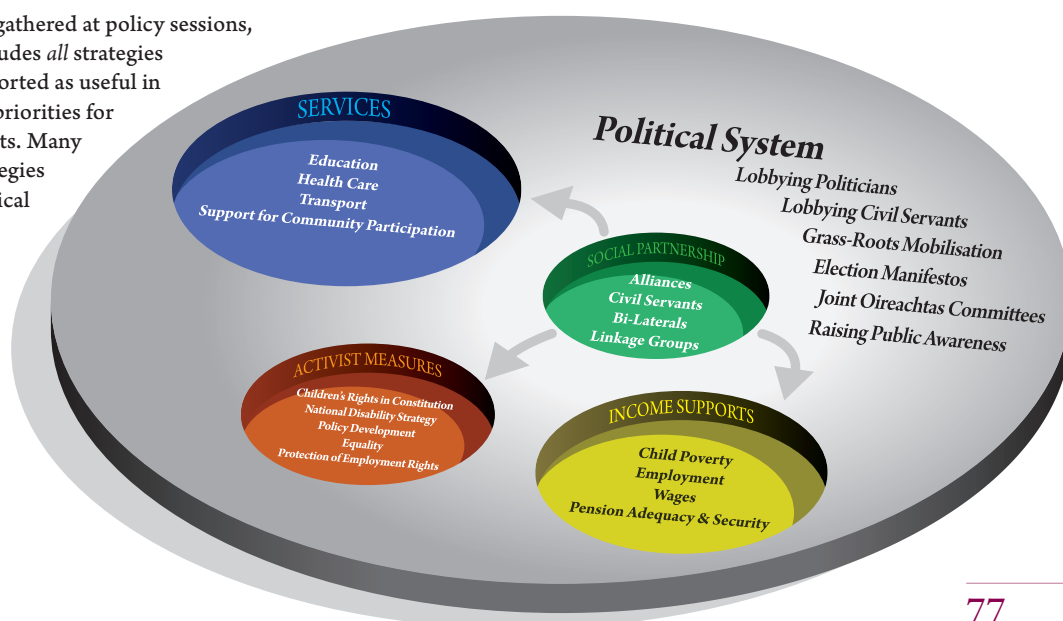 gathered at policy sessions,
udes all strategies
orted as useful in
priorities for
ts. Many
egies
ical
SERVICES
Education
Health Care
Transport
Support for Community Participation
Political System
Lobbying Politicians
Lobbying Civil Servants
Grass-Roots Mobilisation
Election Manifestos
Joint Oireachtas Committees
Raising Public Awareness
SOCIAL PARTNERSHIP
Alliances
Civil Servants
Bi-Laterals
Linkage Groups
ACTIVIST MEASURES
Children's Rights in Constitution
National Disability Strategy
Policy Development
Equality
Protection of Employment Rights
INCOME SUPPORTS
Child Poverty
Employment
Wages
Pension Adequacy & Security
77